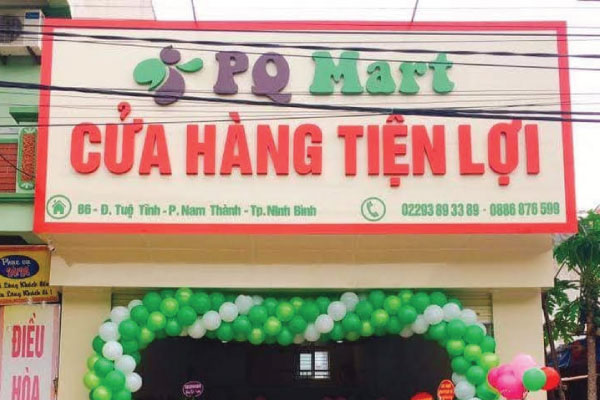 PQ Mart
CỬA HÀNG TIỆN LỢI
86 - Đ. Tuệ Tĩnh - P. Nam Thành - Tp. Ninh Bình
02293 89 33 89 - 0886 876 598
ĐIỀU
HÒA